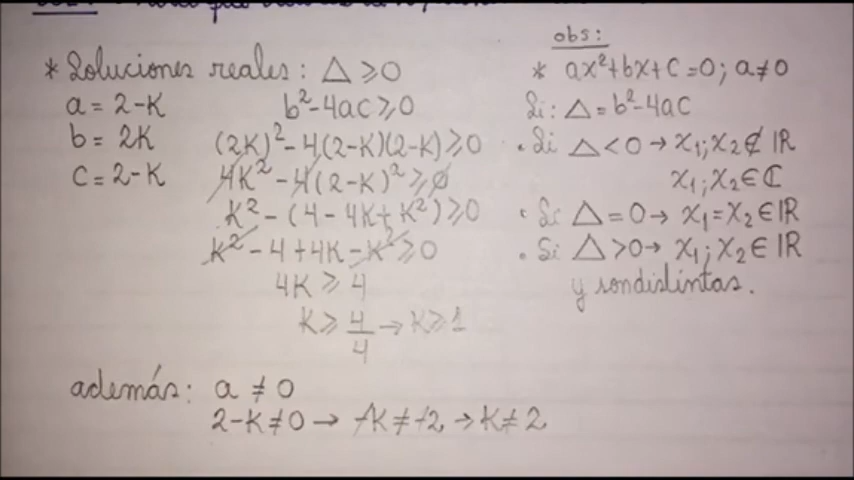 * Soluciones reales: △ ≥ 0
a = 2-K
b = 2K
c = 2-K
b²-4ac ≥ 0
(2K)² - 4(2-K)(2-K) ≥ 0
4K² - 4(2-K)² ≥ 0
K² - (4 - 4K + K²) ≥ 0
K² - 4 + 4K - K² ≥ 0
4K ≥ 4
K ≥ 4/4 → K ≥ 1
además: a ≠ 0
2-K ≠ 0 → -K ≠ -2 → K ≠ 2
obs:
* ax²+bx+c=0; a≠0
Si: △ = b²-4ac
• Si △ < 0 → x₁; x₂ ∉ IR
x₁; x₂ ∈ ℂ
• Si △ = 0 → x₁ = x₂ ∈ IR
• Si △ > 0 → x₁; x₂ ∈ IR
y son distintas.